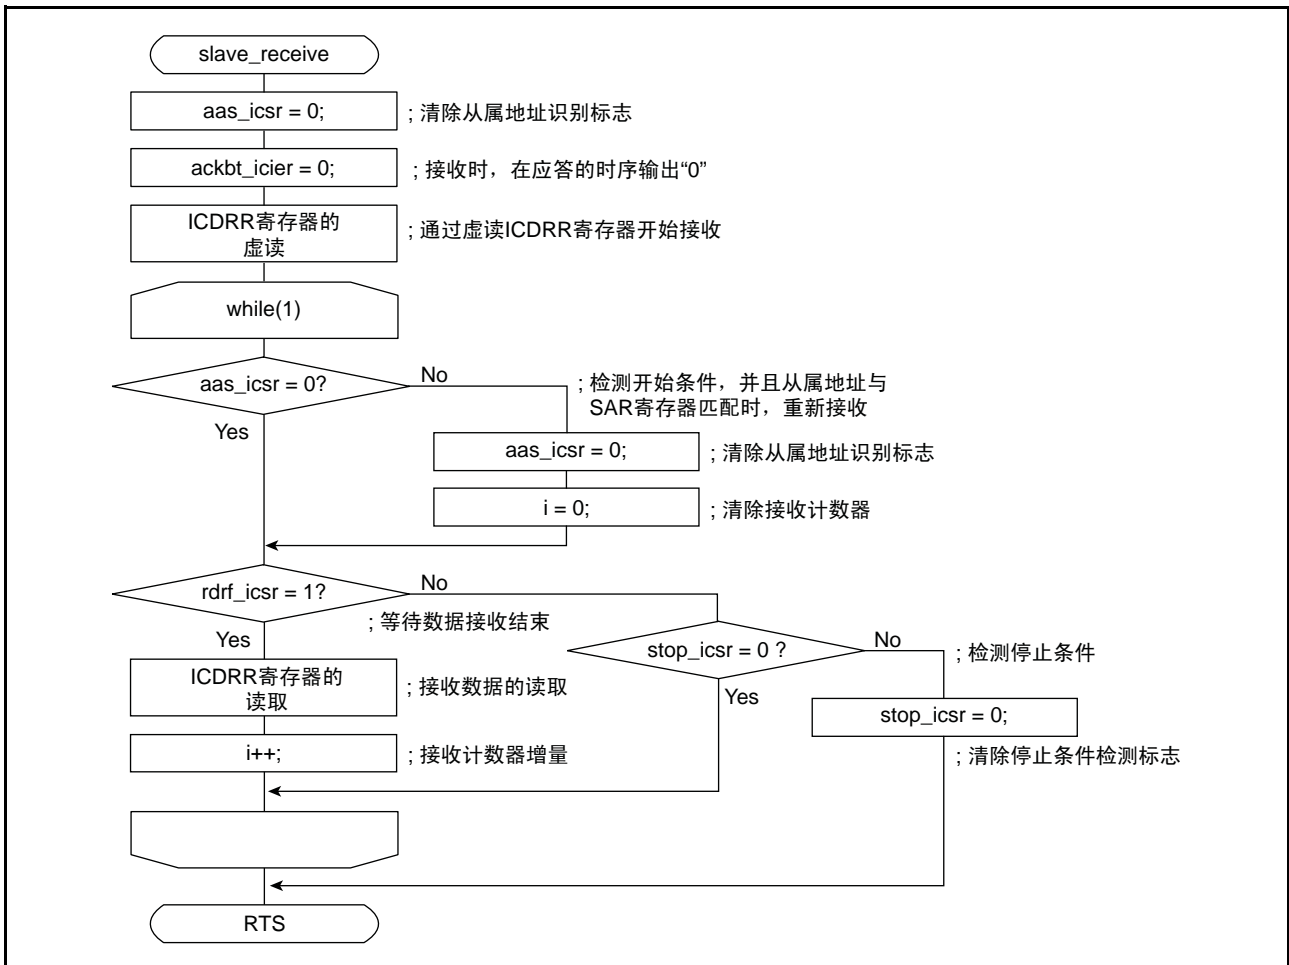 slave_receive
aas_icsr = 0;
; 清除从属地址识别标志
ackbt_icier = 0;
; 接收时，在应答的时序输出“0”
ICDRR寄存器的
虚读
; 通过虚读ICDRR寄存器开始接收
while(1)
aas_icsr = 0?
No
; 检测开始条件，并且从属地址与
SAR寄存器匹配时，重新接收
Yes
aas_icsr = 0;
; 清除从属地址识别标志
i = 0;
; 清除接收计数器
rdrf_icsr = 1?
No
; 等待数据接收结束
Yes
stop_icsr = 0 ?
No
; 检测停止条件
ICDRR寄存器的
读取
; 接收数据的读取
Yes
stop_icsr = 0;
i++;
; 接收计数器增量
; 清除停止条件检测标志
RTS